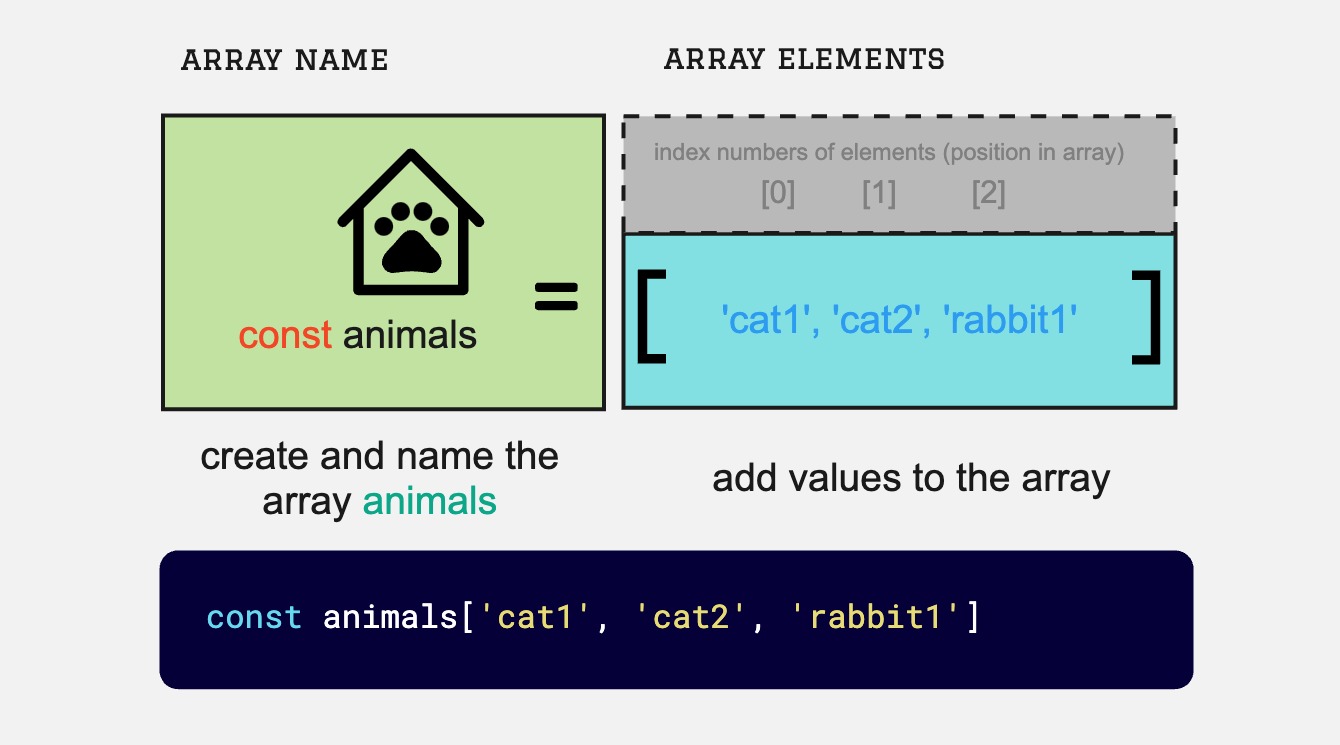 ARRAY NAME
ARRAY ELEMENTS
index numbers of elements (position in array)
[0] [1] [2]
const animals =
[ 'cat1', 'cat2', 'rabbit1' ]
create and name the
array animals
add values to the array
const animals['cat1', 'cat2', 'rabbit1']